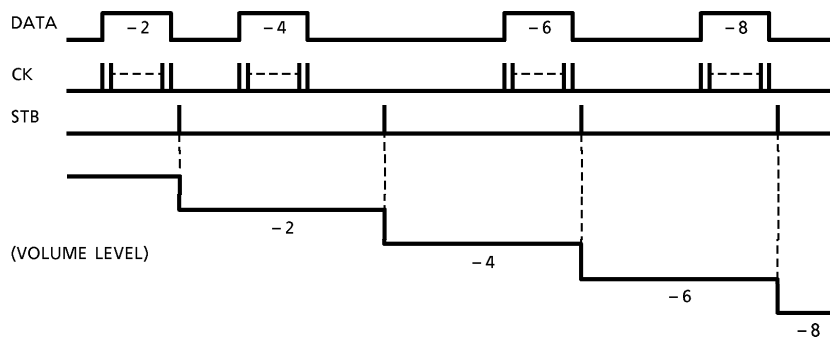 DATA -2 -4 -6 -8
CK
STB
-2
(VOLUME LEVEL)
-4
-6
-8